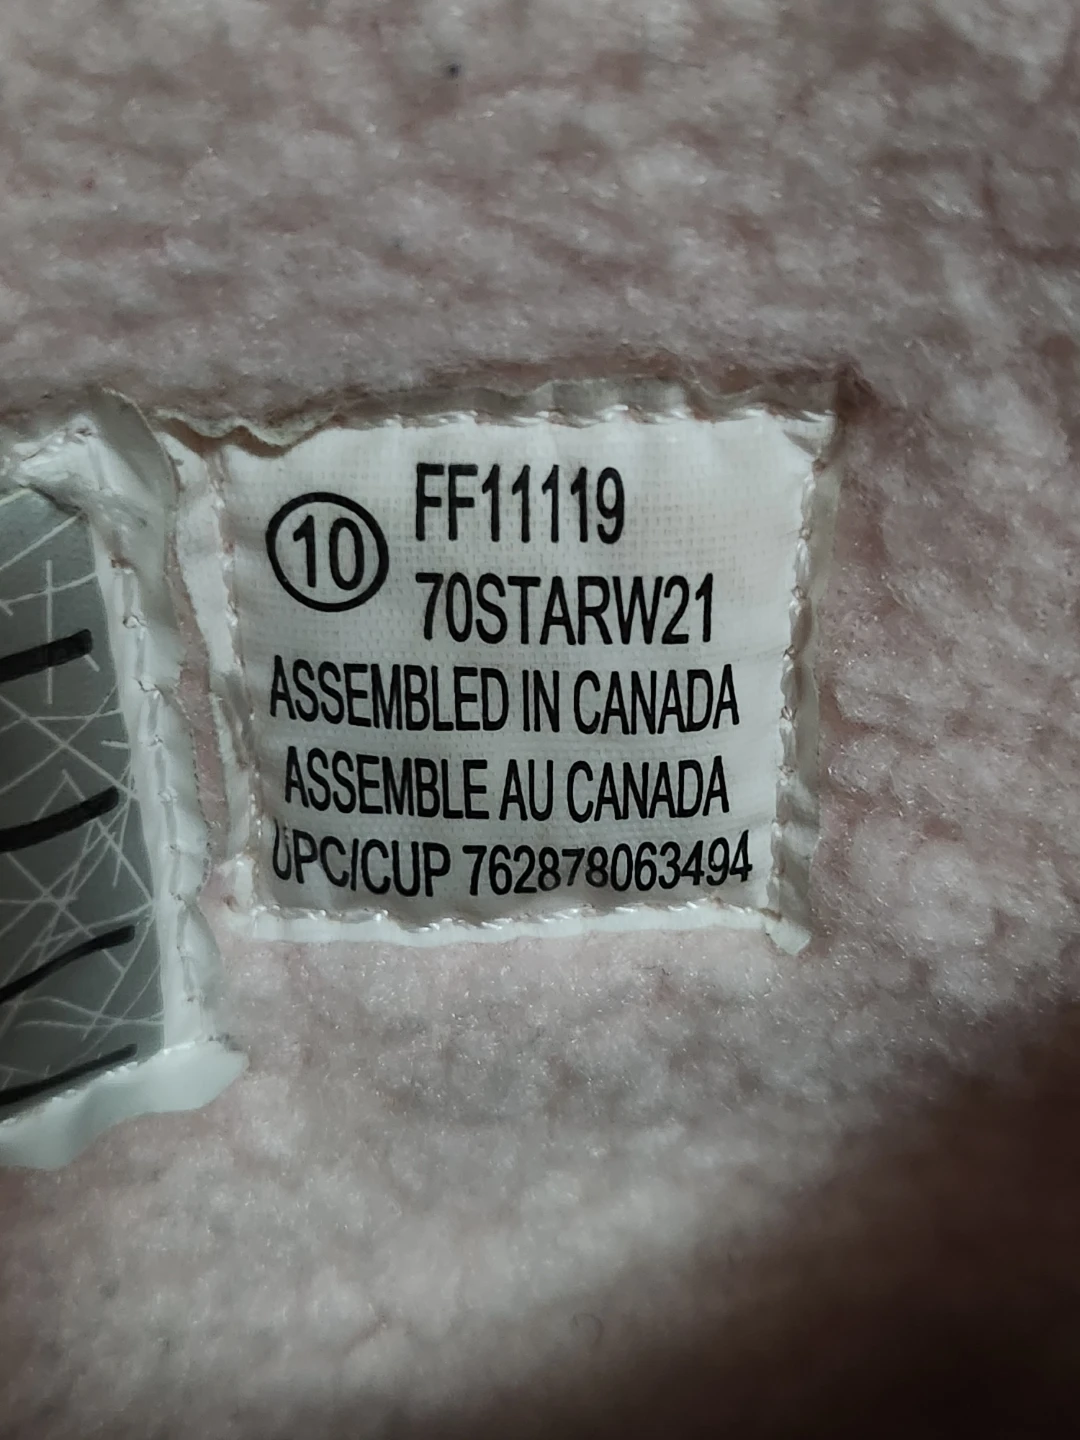 10 FF11119
70STARW21
ASSEMBLED IN CANADA
ASSEMBLE AU CANADA
UPC/CUP 762878063494